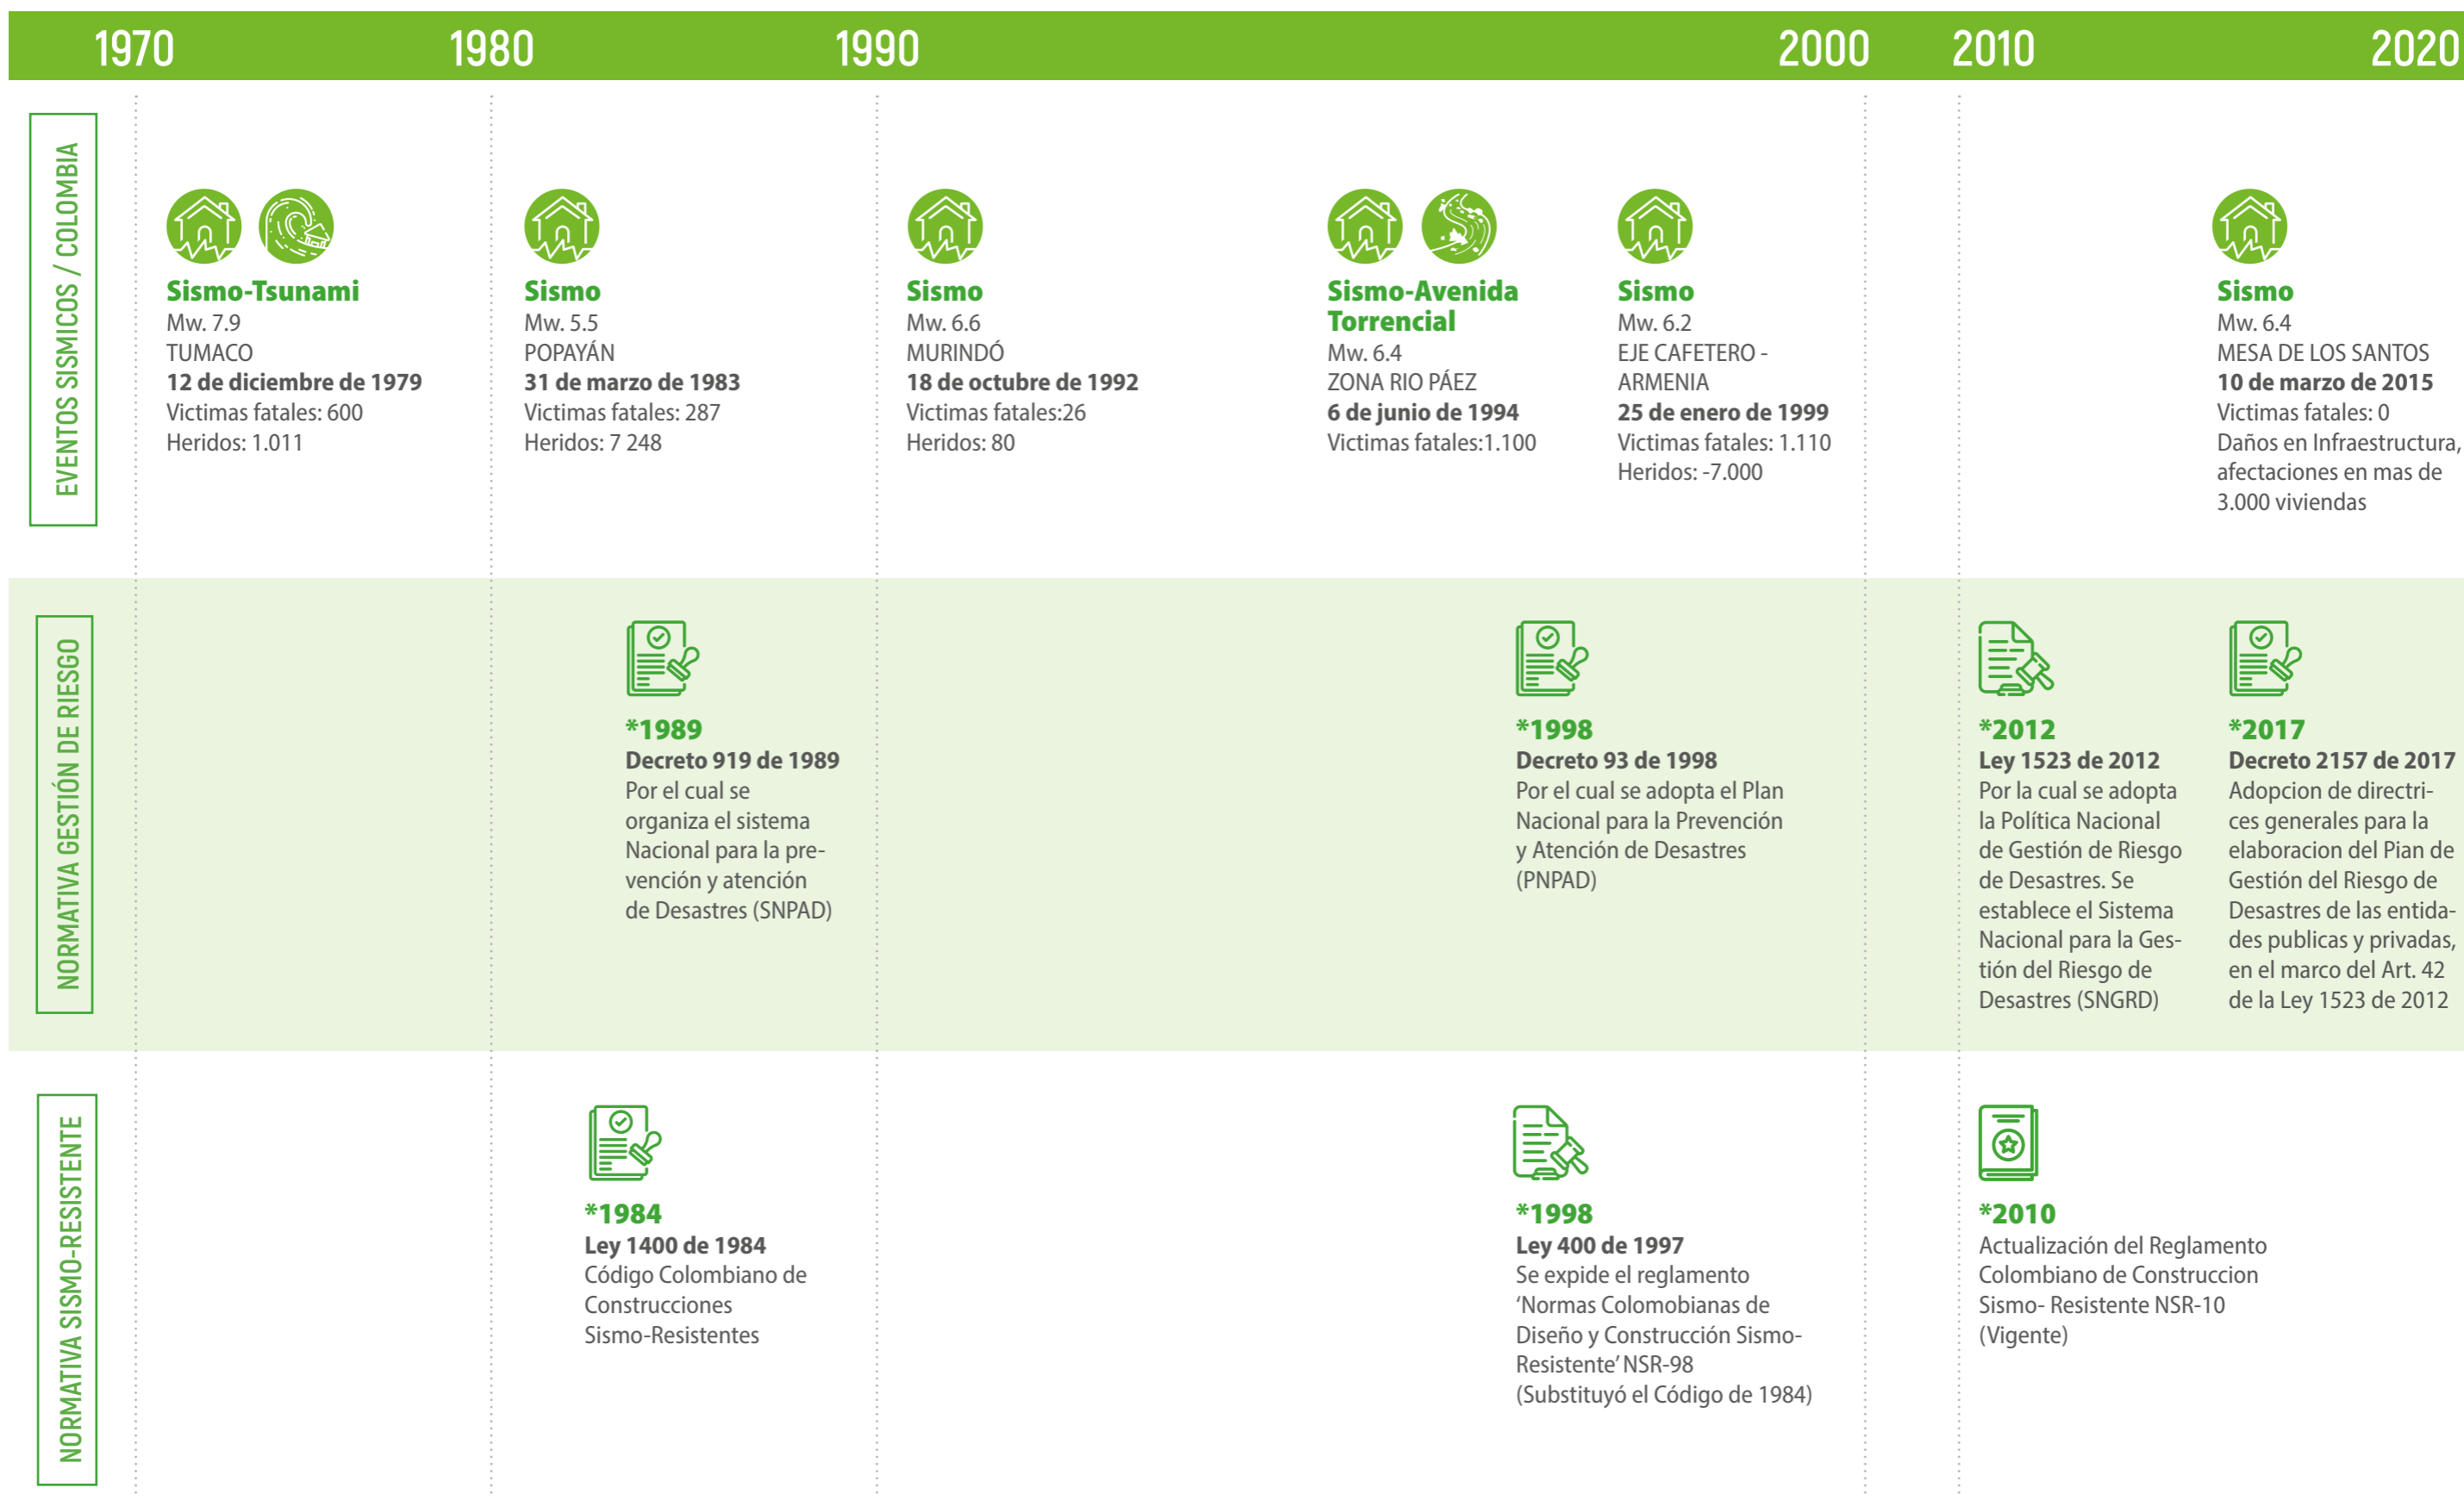 1970
1980
1990
2000
2010
2020
EVENTOS SISMICOS / COLOMBIA
Sismo-Tsunami
Mw. 7.9
TUMACO
12 de diciembre de 1979
Victimas fatales: 600
Heridos: 1.011
Sismo
Mw. 5.5
POPAYÁN
31 de marzo de 1983
Victimas fatales: 287
Heridos: 7 248
Sismo
Mw. 6.6
MURINDÓ
18 de octubre de 1992
Victimas fatales:26
Heridos: 80
Sismo-Avenida
Torrencial
Mw. 6.4
ZONA RIO PÁEZ
6 de junio de 1994
Victimas fatales:1.100
Sismo
Mw. 6.2
EJE CAFETERO -
ARMENIA
25 de enero de 1999
Victimas fatales: 1.110
Heridos: -7.000
Sismo
Mw. 6.4
MESA DE LOS SANTOS
10 de marzo de 2015
Victimas fatales: 0
Daños en Infraestructura,
afectaciones en mas de
3.000 viviendas
NORMATIVA GESTIÓN DE RIESGO
*1989
Decreto 919 de 1989
Por el cual se
organiza el sistema
Nacional para la pre-
vención y atención
de Desastres (SNPAD)
*1998
Decreto 93 de 1998
Por el cual se adopta el Plan
Nacional para la Prevención
y Atención de Desastres
(PNPAD)
*2012
Ley 1523 de 2012
Por la cual se adopta
la Política Nacional
de Gestión de Riesgo
de Desastres. Se
establece el Sistema
Nacional para la Ges-
tión del Riesgo de
Desastres (SNGRD)
*2017
Decreto 2157 de 2017
Adopcion de directri-
ces generales para la
elaboracion del Pian de
Gestión del Riesgo de
Desastres de las entida-
des publicas y privadas,
en el marco del Art. 42
de la Ley 1523 de 2012
NORMATIVA SISMO-RESISTENTE
*1984
Ley 1400 de 1984
Código Colombiano de
Construcciones
Sismo-Resistentes
*1998
Ley 400 de 1997
Se expide el reglamento
‘Normas Colomobianas de
Diseño y Construcción Sismo-
Resistente’ NSR-98
(Substituyó el Código de 1984)
*2010
Actualización del Reglamento
Colombiano de Construccion
Sismo- Resistente NSR-10
(Vigente)